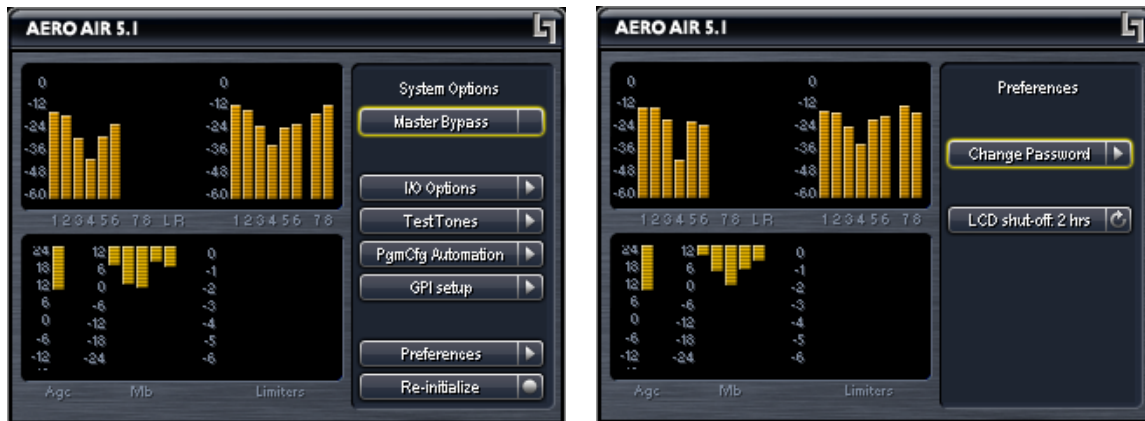 AERO AIR 5.1
System Options
Master Bypass
I/O Options
Test Tones
PgmCfg Automation
GPI setup
Preferences
Re-initialize
0 0
-12 -12
-24 -24
-36 -36
-48 -48
-60 -60
1 2 3 4 5 6 7 8 L R 1 2 3 4 5 6 7 8
24 12 0
18 6 -1
12 0 -2
6 -6 -3
0 -12 -4
-6 -18 -5
-12 -24 -6
Agc Mb Limiters
AERO AIR 5.1
Preferences
Change Password
LCD shut-off: 2 hrs
0 0
-12 -12
-24 -24
-36 -36
-48 -48
-60 -60
1 2 3 4 5 6 7 8 L R 1 2 3 4 5 6 7 8
24 12 0
18 6 -1
12 0 -2
6 -6 -3
0 -12 -4
-6 -18 -5
-12 -24 -6
Agc Mb Limiters